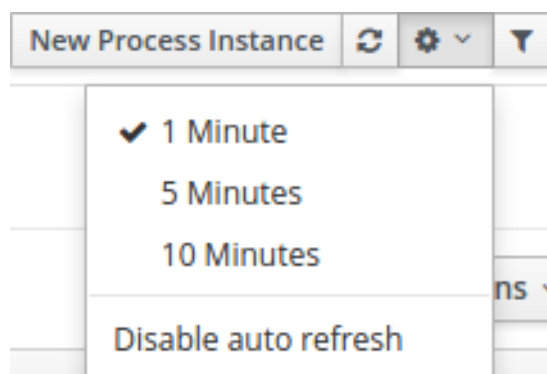 New Process Instance
1 Minute
5 Minutes
10 Minutes
ns
Disable auto refresh